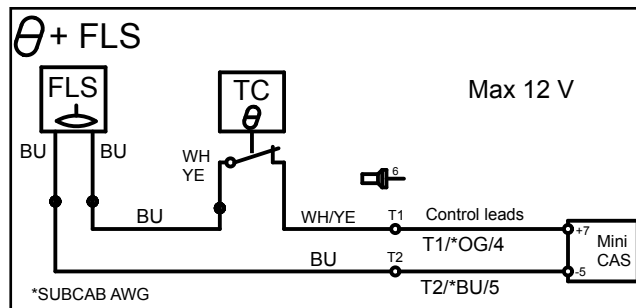 θ + FLS
FLS
TC
θ
Max 12 V
BU
BU
WH
YE
6
BU
WH/YE
T1
Control leads
+7
T1/*OG/4
Mini
CAS
BU
T2
-5
T2/*BU/5
*SUBCAB AWG